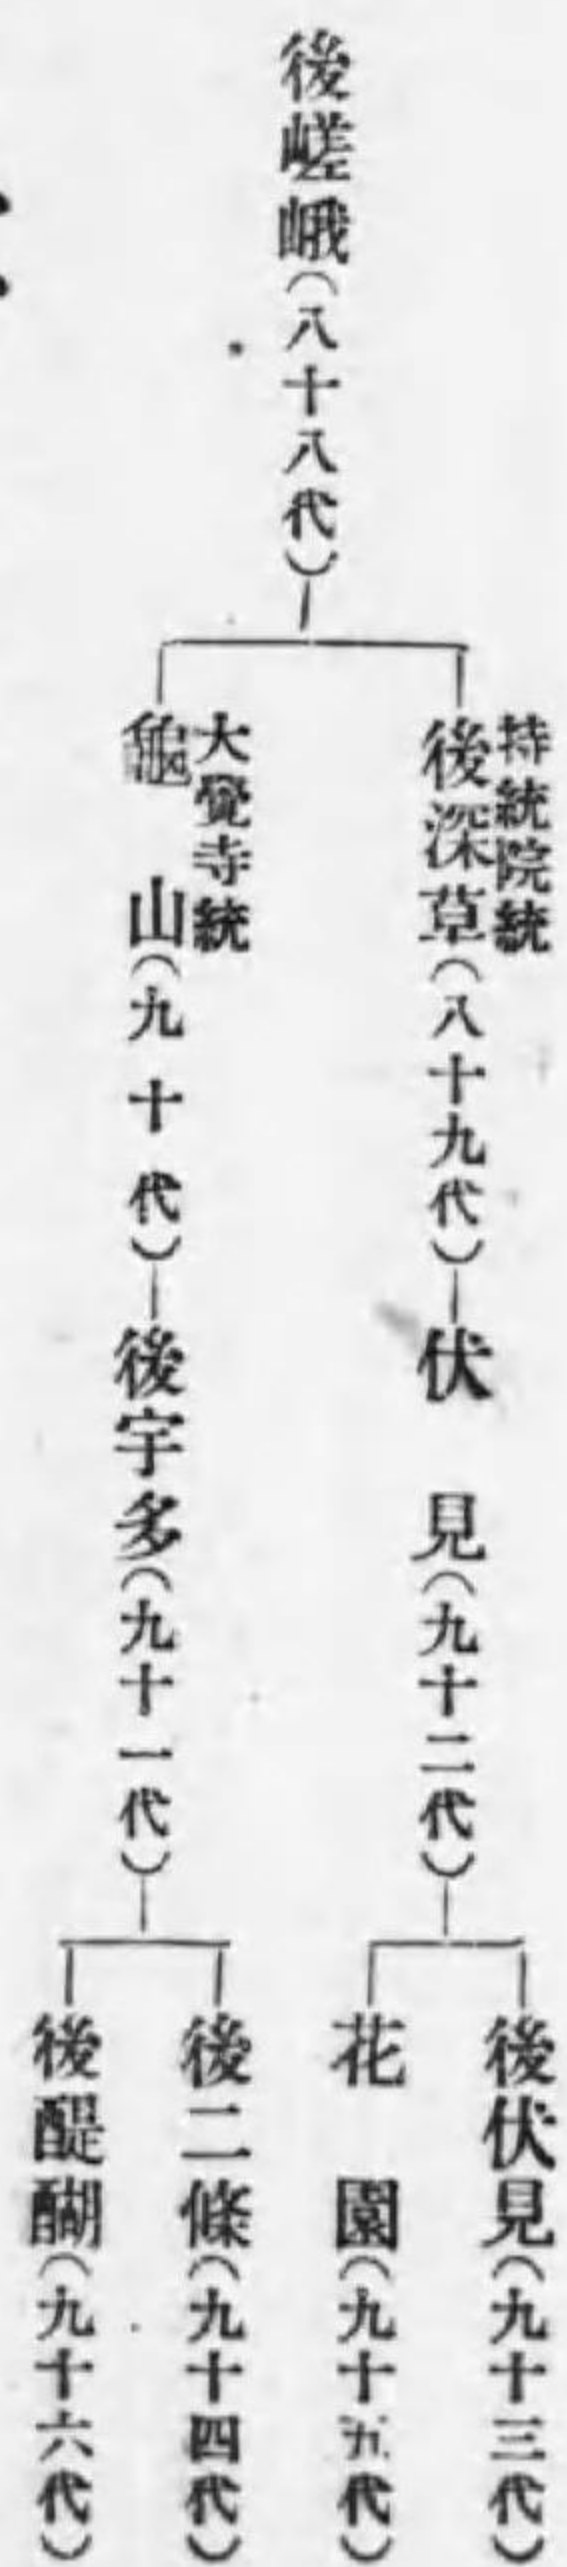 後嵯峨(八十八代)
持統院統
後深草(八十九代)
伏見(九十二代)
後伏見(九十三代)
花園(九十五代)
大覺寺統
龜山(九十代)
後宇多(九十一代)
後二條(九十四代)
後醍醐(九十六代)